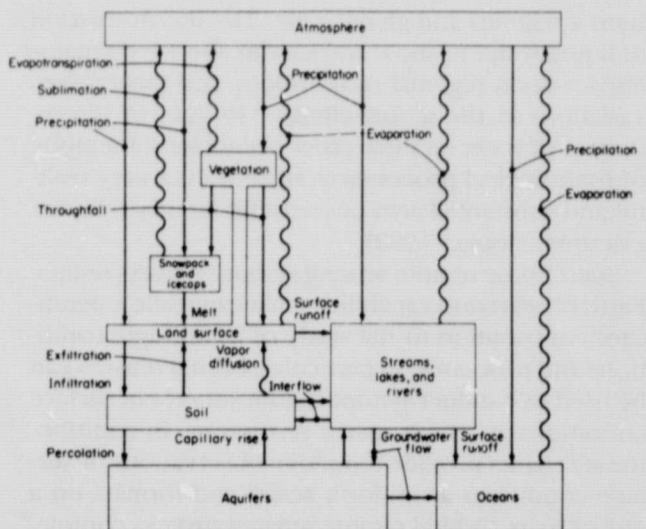 Atmosphere
Evapotranspiration
Sublimation
Precipitation
Precipitation
Evaporation
Precipitation
Evaporation
Vegetation
Throughfall
Snowpack
and
icecaps
Melt
Surface
runoff
Land surface
Exfiltration
Vapor
diffusion
Streams,
lakes, and
rivers
Infiltration
Interflow
Soil
Percolation
Capillary rise
Groundwater
flow
Surface
runoff
Aquifers
Oceans